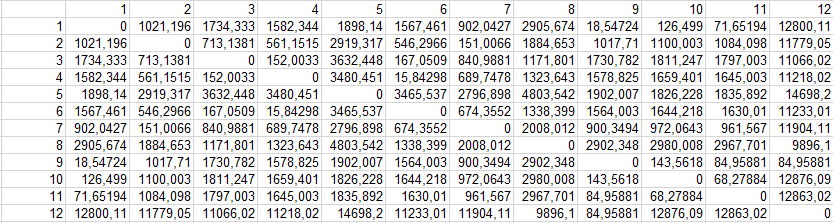 1 2 3 4 5 6 7 8 9 10 11 12
1 0 1021,196 1734,333 1582,344 1898,14 1567,461 902,0427 2905,674 18,54724 126,499 71,65194 12800,11
2 1021,196 0 713,1381 561,1515 2919,317 546,2966 151,0066 1884,653 1017,71 1100,003 1084,098 11779,05
3 1734,333 713,1381 0 152,0033 3632,448 167,0509 840,9881 1171,801 1730,782 1811,247 1797,003 11066,02
4 1582,344 561,1515 152,0033 0 3480,451 15,84298 689,7478 1323,643 1578,825 1659,401 1645,003 11218,02
5 1898,14 2919,317 3632,448 3480,451 0 3465,537 2796,898 4803,542 1902,007 1826,228 1835,892 14698,2
6 1567,461 546,2966 167,0509 15,84298 3465,537 0 674,3552 1338,399 1564,003 1644,218 1630,01 11233,01
7 902,0427 151,0066 840,9881 689,7478 2796,898 674,3552 0 2008,012 900,3494 972,0643 961,567 11904,11
8 2905,674 1884,653 1171,801 1323,643 4803,542 1338,399 2008,012 0 2902,348 2980,008 2967,701 9896,1
9 18,54724 1017,71 1730,782 1578,825 1902,007 1564,003 900,3494 2902,348 0 143,5618 84,95881 84,95881
10 126,499 1100,003 1811,247 1659,401 1826,228 1644,218 972,0643 2980,008 143,5618 0 68,27884 12876,09
11 71,65194 1084,098 1797,003 1645,003 1835,892 1630,01 961,567 2967,701 84,95881 68,27884 0 12863,02
12 12800,11 11779,05 11066,02 11218,02 14698,2 11233,01 11904,11 9896,1 84,95881 12876,09 12863,02 0